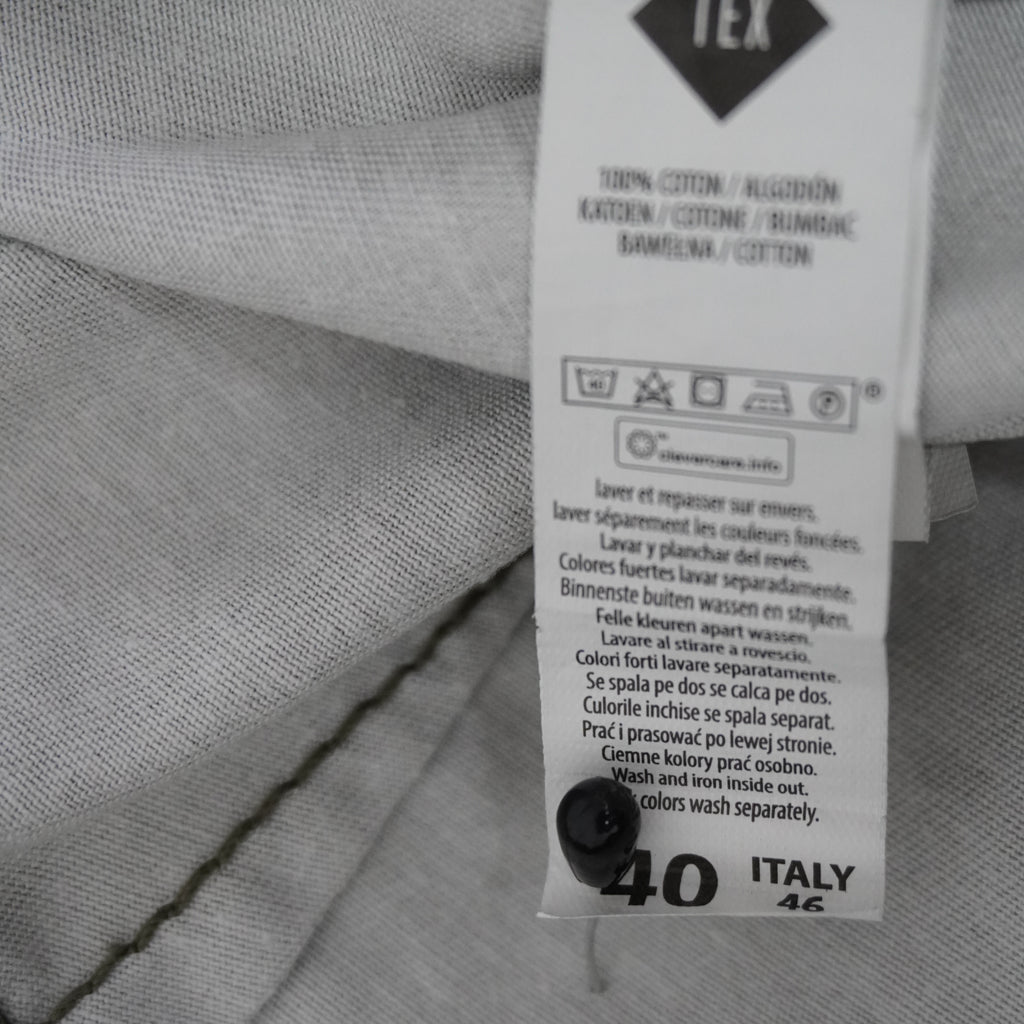 TEX
100% COTON / ALGODÓN
KATOEN / COTONE / BUMBAC
BAWEŁNA / COTTON
40
®
clevercare.info
laver et repasser sur envers.
laver séparement les couleurs foncées.
Lavar y planchar del revés.
Colores fuertes lavar separadamente.
Binnenste buiten wassen en strijken.
Felle kleuren apart wassen.
Lavare al stirare a rovescio.
Colori forti lavare separatamente.
Se spala pe dos se calca pe dos.
Culorile inchise se spala separat.
Prać i prasować po lewej stronie.
Ciemne kolory prać osobno.
Wash and iron inside out.
colors wash separately.
40 ITALY
46